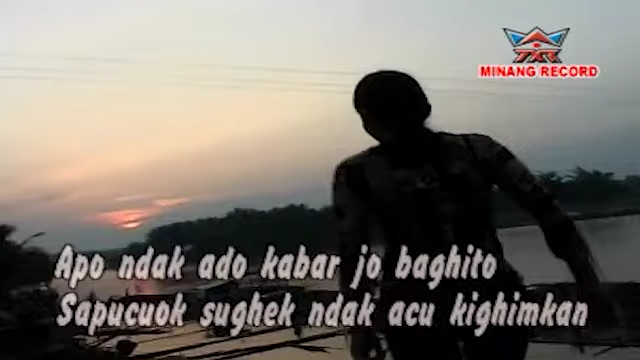 MINANG RECORD
Apo ndak ado kabar jo baghito
Sapucuok sughek ndak acu kighimkan